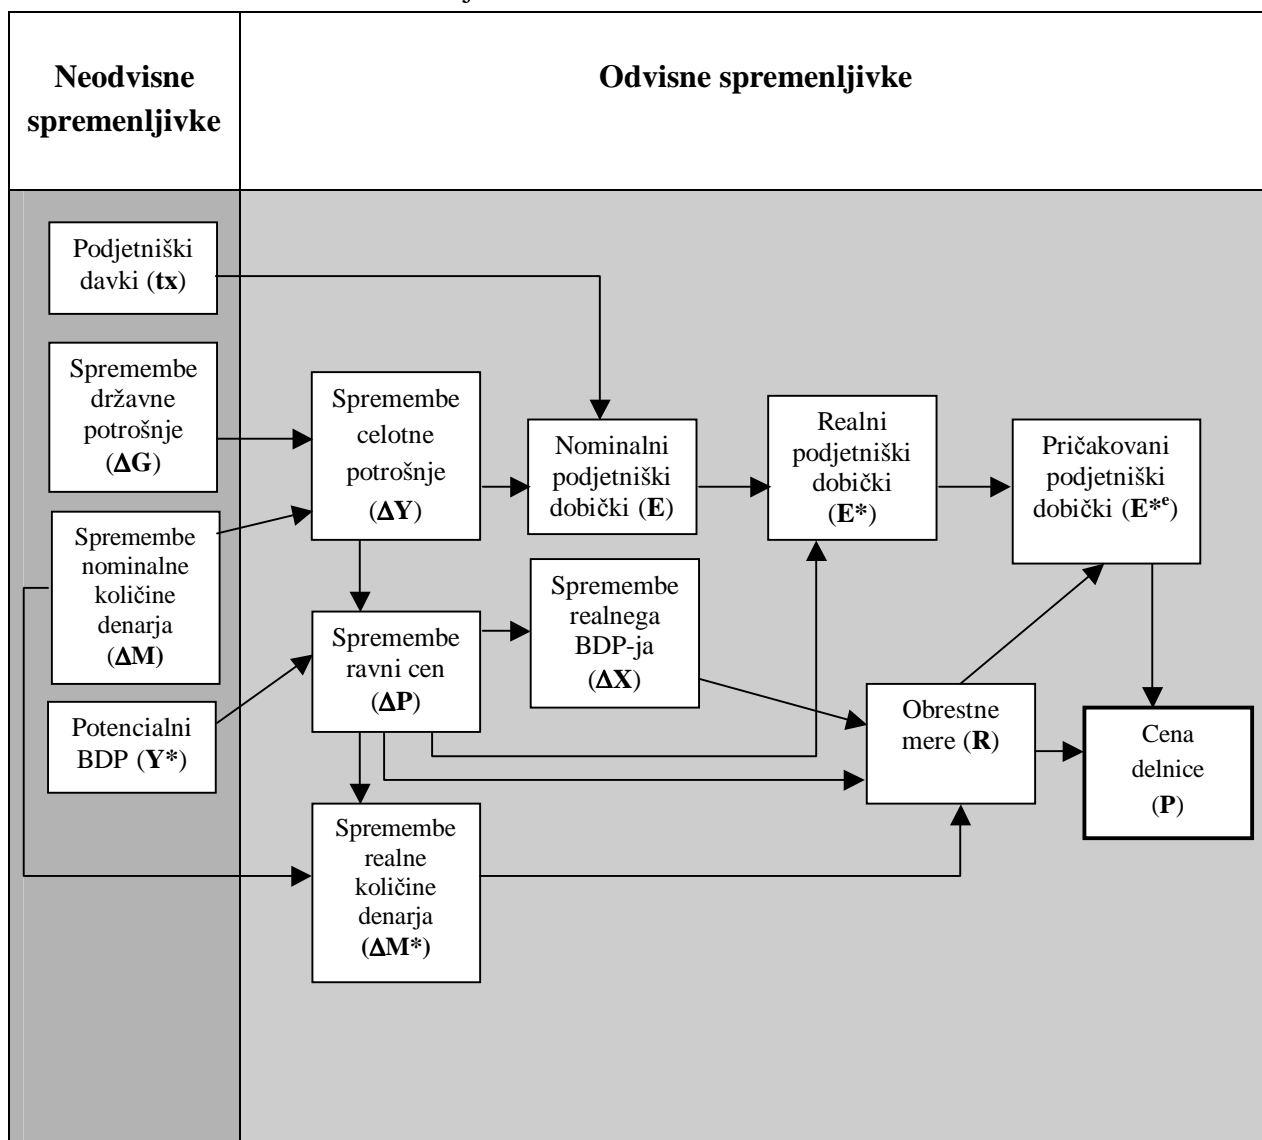 Neodvisne
spremenljivke
Odvisne spremenljivke
Podjetniški
davki (tx)
Spremembe
državne
potrošnje
(ΔG)
Spremembe
nominalne
količine
denarja
(ΔM)
Potencialni
BDP (Y*)
Spremembe
celotne
potrošnje
(ΔY)
Spremembe
ravni cen
(ΔP)
Spremembe
realne
količine
denarja
(ΔM*)
Nominalni
podjetniški
dobički (E)
Spremembe
realnega
BDP-ja
(ΔX)
Realni
podjetniški
dobički
(E*)
Obrestne
mere (R)
Pričakovani
podjetniški
dobički (E*ᵉ)
Cena
delnice
(P)